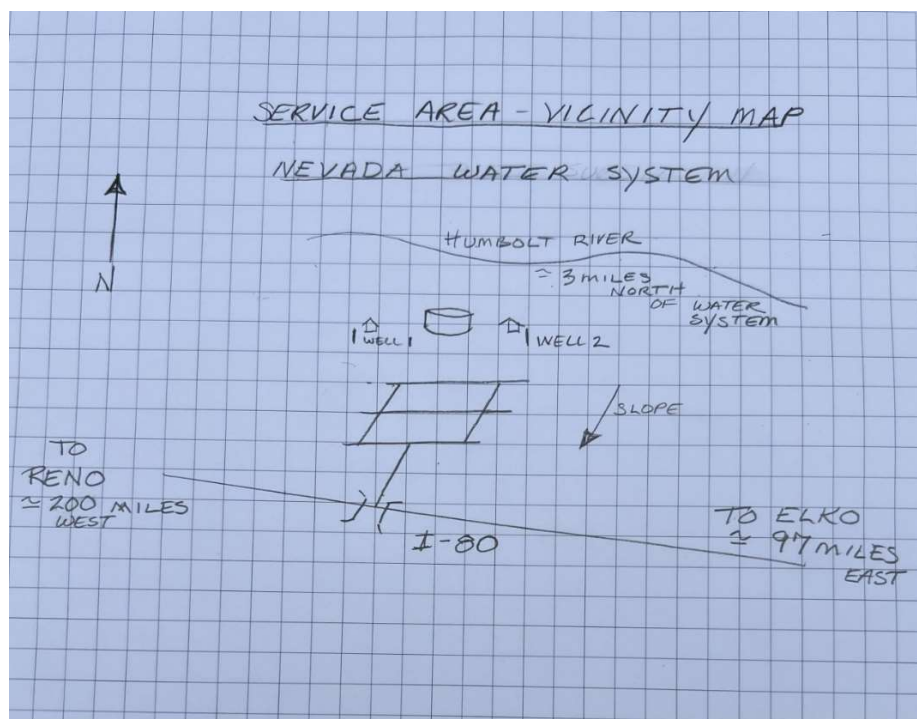 SERVICE AREA - VICINITY MAP
NEVADA WATER SYSTEM
N
HUMBOLT RIVER
≃ 3 MILES
NORTH
OF WATER
SYSTEM
WELL 1
WELL 2
SLOPE
TO
RENO
≃ 200 MILES
WEST
I-80
TO ELKO
≃ 97 MILES
EAST